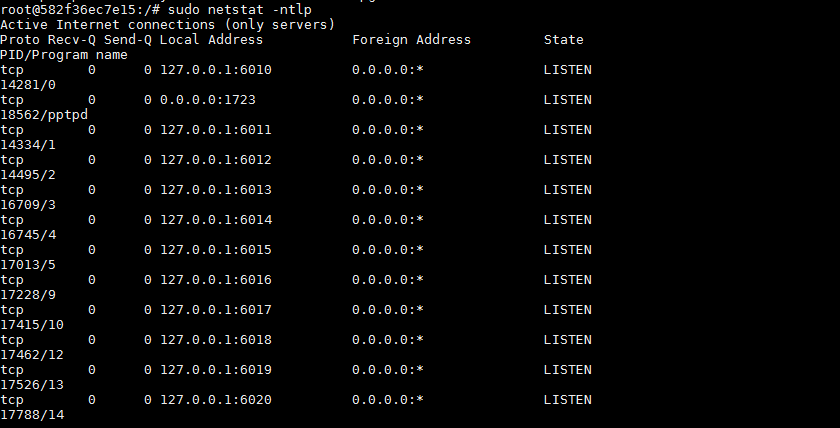 root@582f36ec7e15:/# sudo netstat -ntlp
Active Internet connections (only servers)
Proto Recv-Q Send-Q Local Address           Foreign Address         State
PID/Program name
tcp        0      0 127.0.0.1:6010          0.0.0.0:*               LISTEN
14281/0
tcp        0      0 0.0.0.0:1723            0.0.0.0:*               LISTEN
18562/pptpd
tcp        0      0 127.0.0.1:6011          0.0.0.0:*               LISTEN
14334/1
tcp        0      0 127.0.0.1:6012          0.0.0.0:*               LISTEN
14495/2
tcp        0      0 127.0.0.1:6013          0.0.0.0:*               LISTEN
16709/3
tcp        0      0 127.0.0.1:6014          0.0.0.0:*               LISTEN
16745/4
tcp        0      0 127.0.0.1:6015          0.0.0.0:*               LISTEN
17013/5
tcp        0      0 127.0.0.1:6016          0.0.0.0:*               LISTEN
17228/9
tcp        0      0 127.0.0.1:6017          0.0.0.0:*               LISTEN
17415/10
tcp        0      0 127.0.0.1:6018          0.0.0.0:*               LISTEN
17462/12
tcp        0      0 127.0.0.1:6019          0.0.0.0:*               LISTEN
17526/13
tcp        0      0 127.0.0.1:6020          0.0.0.0:*               LISTEN
17788/14